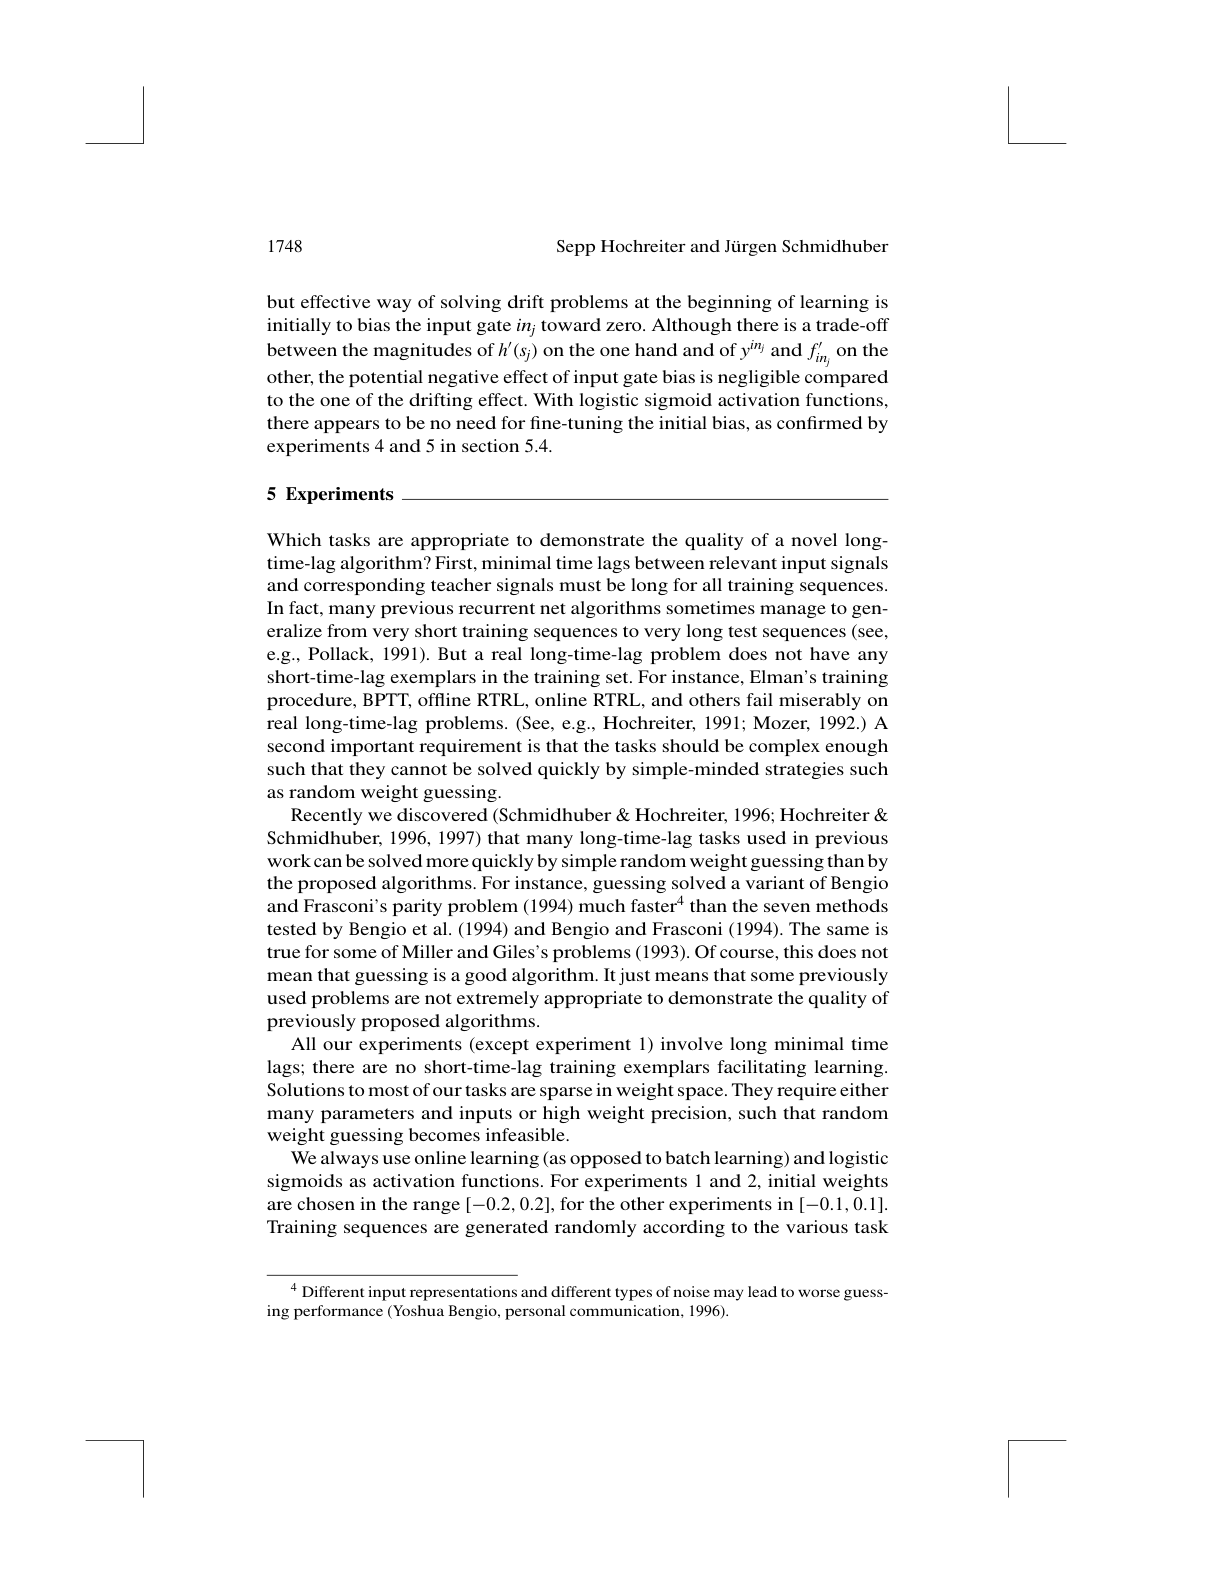 1748 Sepp Hochreiter and Jürgen Schmidhuber
but effective way of solving drift problems at the beginning of learning is
initially to bias the input gate in_j toward zero. Although there is a trade-off
between the magnitudes of h′(s_j) on the one hand and of y^{in_j} and f′_{in_j} on the
other, the potential negative effect of input gate bias is negligible compared
to the one of the drifting effect. With logistic sigmoid activation functions,
there appears to be no need for fine-tuning the initial bias, as confirmed by
experiments 4 and 5 in section 5.4.
5 Experiments
Which tasks are appropriate to demonstrate the quality of a novel long-
time-lag algorithm? First, minimal time lags between relevant input signals
and corresponding teacher signals must be long for all training sequences.
In fact, many previous recurrent net algorithms sometimes manage to gen-
eralize from very short training sequences to very long test sequences (see,
e.g., Pollack, 1991). But a real long-time-lag problem does not have any
short-time-lag exemplars in the training set. For instance, Elman's training
procedure, BPTT, offline RTRL, online RTRL, and others fail miserably on
real long-time-lag problems. (See, e.g., Hochreiter, 1991; Mozer, 1992.) A
second important requirement is that the tasks should be complex enough
such that they cannot be solved quickly by simple-minded strategies such
as random weight guessing.
Recently we discovered (Schmidhuber & Hochreiter, 1996; Hochreiter &
Schmidhuber, 1996, 1997) that many long-time-lag tasks used in previous
work can be solved more quickly by simple random weight guessing than by
the proposed algorithms. For instance, guessing solved a variant of Bengio
and Frasconi's parity problem (1994) much faster⁴ than the seven methods
tested by Bengio et al. (1994) and Bengio and Frasconi (1994). The same is
true for some of Miller and Giles's problems (1993). Of course, this does not
mean that guessing is a good algorithm. It just means that some previously
used problems are not extremely appropriate to demonstrate the quality of
previously proposed algorithms.
All our experiments (except experiment 1) involve long minimal time
lags; there are no short-time-lag training exemplars facilitating learning.
Solutions to most of our tasks are sparse in weight space. They require either
many parameters and inputs or high weight precision, such that random
weight guessing becomes infeasible.
We always use online learning (as opposed to batch learning) and logistic
sigmoids as activation functions. For experiments 1 and 2, initial weights
are chosen in the range [−0.2, 0.2], for the other experiments in [−0.1, 0.1].
Training sequences are generated randomly according to the various task
⁴ Different input representations and different types of noise may lead to worse guess-
ing performance (Yoshua Bengio, personal communication, 1996).